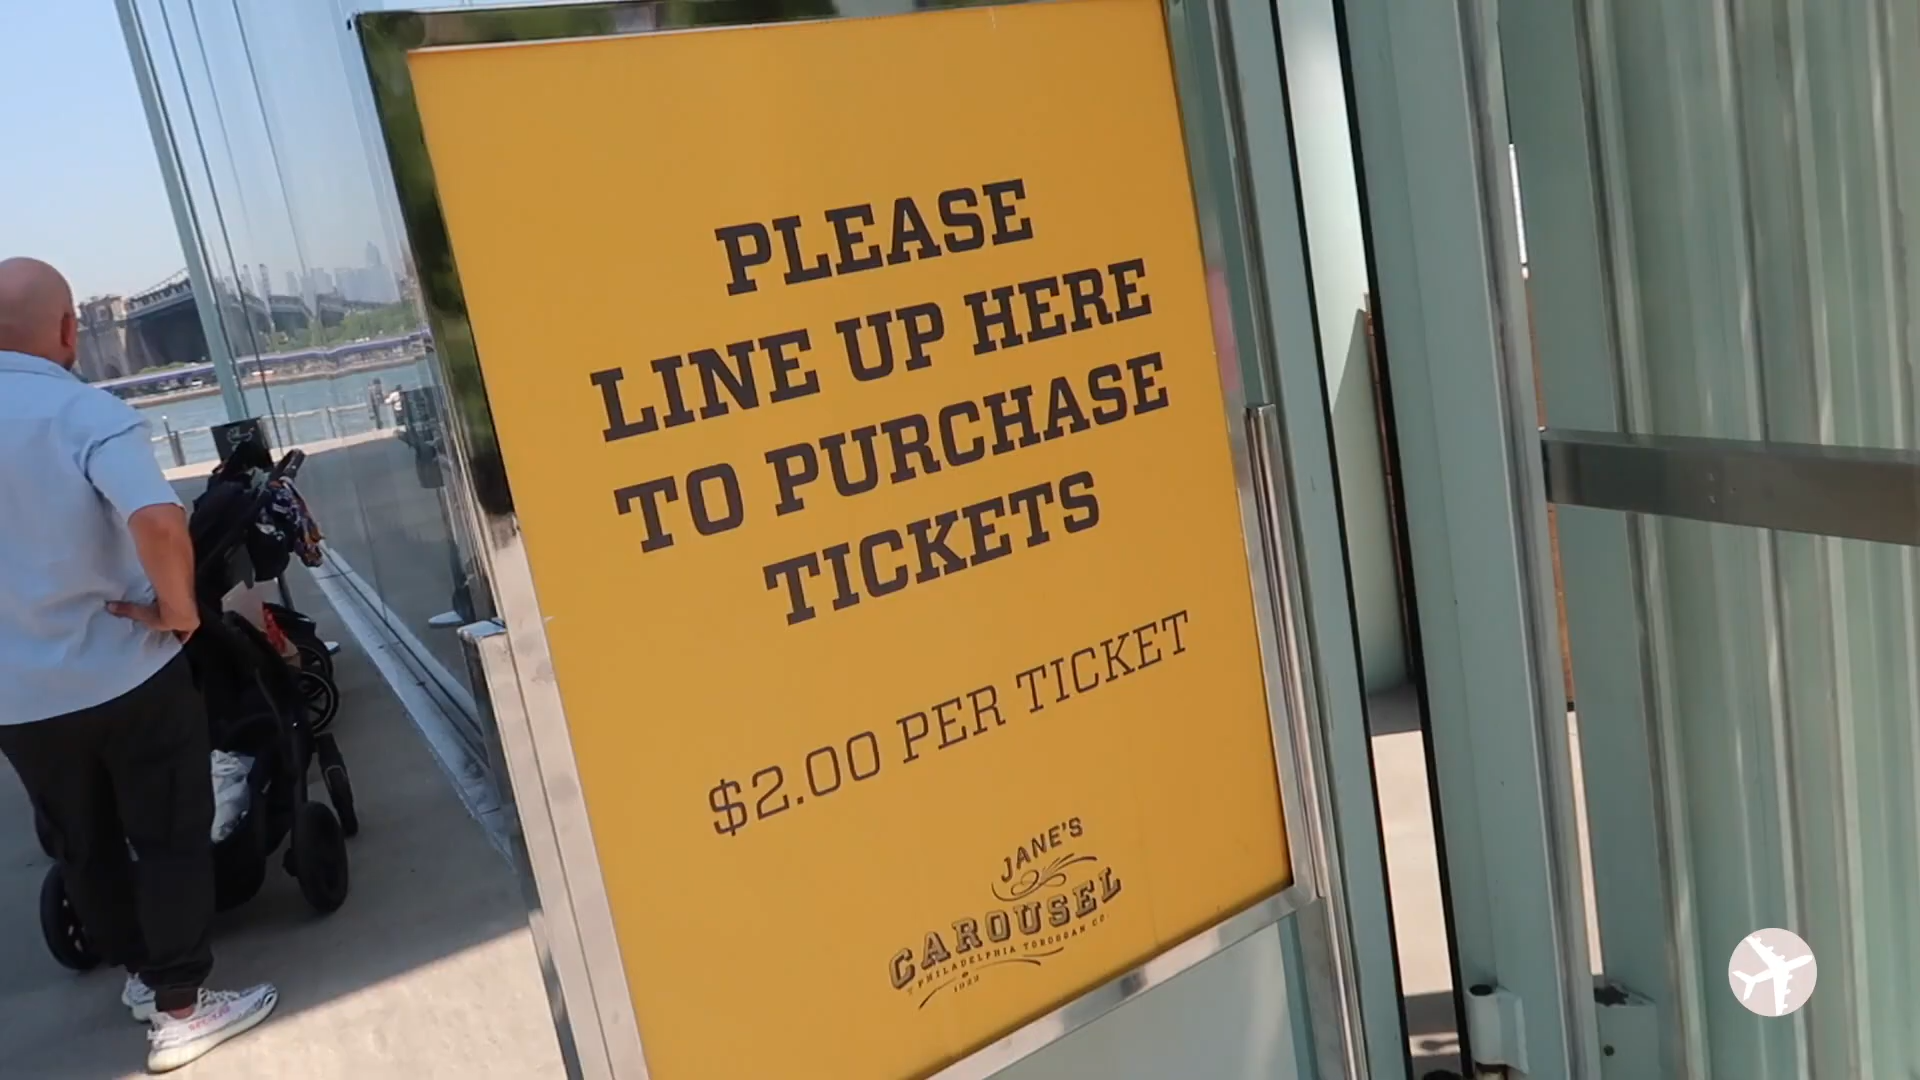 PLEASE
LINE UP HERE
TO PURCHASE
TICKETS
$2.00 PER TICKET
JANE'S
CAROUSEL
PHILADELPHIA TOBOGGAN CO.
1922